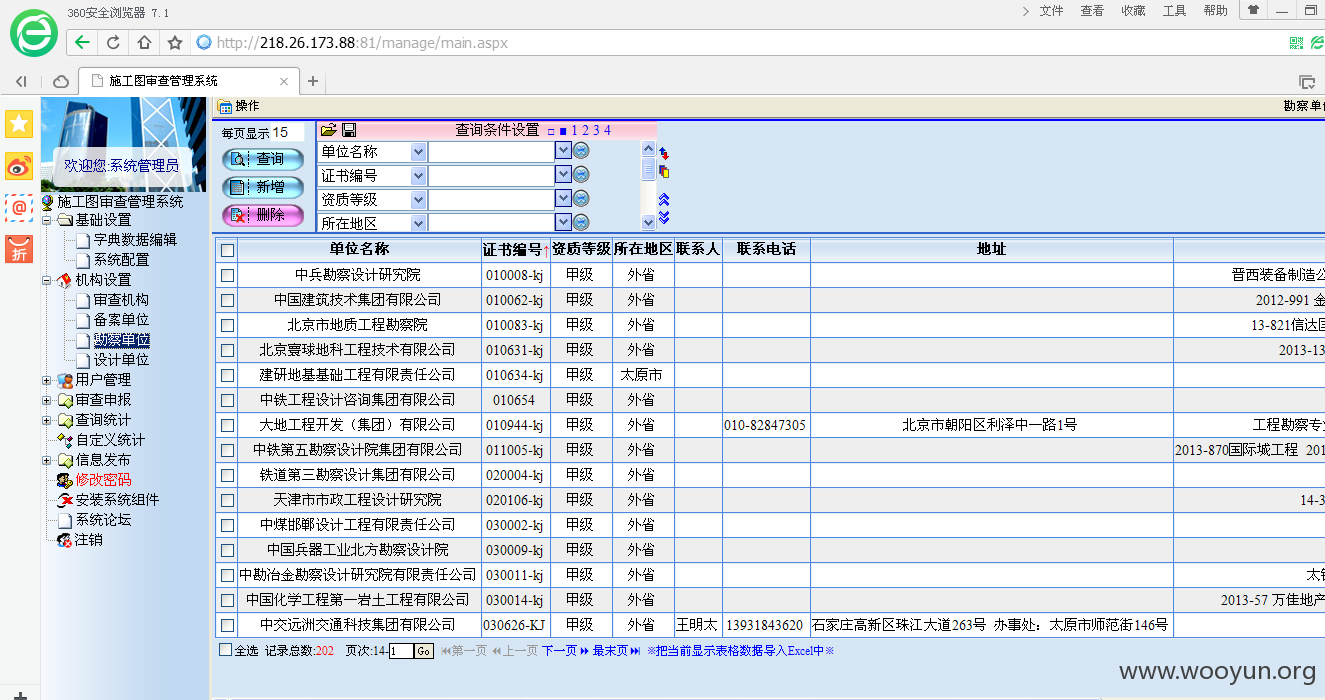 360安全浏览器 7.1
文件 查看 收藏 工具 帮助
http://218.26.173.88:81/manage/main.aspx
施工图审查管理系统
操作
勘察单位
每页显示 15
查询条件设置 1 2 3 4
查询
新增
删除
单位名称
证书编号
资质等级
所在地区
欢迎您:系统管理员
折
施工图审查管理系统
基础设置
字典数据编辑
系统配置
机构设置
审查机构
备案单位
勘察单位
设计单位
用户管理
审查申报
查询统计
自定义统计
信息发布
修改密码
安装系统组件
系统论坛
注销
单位名称 证书编号↑ 资质等级 所在地区 联系人 联系电话 地址
中兵勘察设计研究院 010008-kj 甲级 外省 晋西装备制造公
中国建筑技术集团有限公司 010062-kj 甲级 外省 2012-991 金
北京市地质工程勘察院 010083-kj 甲级 外省 13-821信达国
北京寰球地科工程技术有限公司 010631-kj 甲级 外省 2013-13
建研地基基础工程有限责任公司 010634-kj 甲级 太原市
中铁工程设计咨询集团有限公司 010654 甲级 外省
大地工程开发（集团）有限公司 010944-kj 甲级 外省 010-82847305 北京市朝阳区利泽中一路1号 工程勘察专业
中铁第五勘察设计院集团有限公司 011005-kj 甲级 外省 2013-870国际城工程 201
铁道第三勘察设计集团有限公司 020004-kj 甲级 外省
天津市市政工程设计研究院 020106-kj 甲级 外省 14-3
中煤邯郸设计工程有限责任公司 030002-kj 甲级 外省
中国兵器工业北方勘察设计院 030009-kj 甲级 外省
中勘冶金勘察设计研究院有限责任公司 030011-kj 甲级 外省 太钢
中国化学工程第一岩土工程有限公司 030014-kj 甲级 外省 2013-57 万佳地产
中交远洲交通科技集团有限公司 030626-KJ 甲级 外省 王明太 13931843620 石家庄高新区珠江大道263号 办事处：太原市师范街146号
全选 记录总数:202 页次:14-1 Go 第一页 上一页 下一页 最末页 ※把当前显示表格数据导入Excel中※
www.wooyun.org